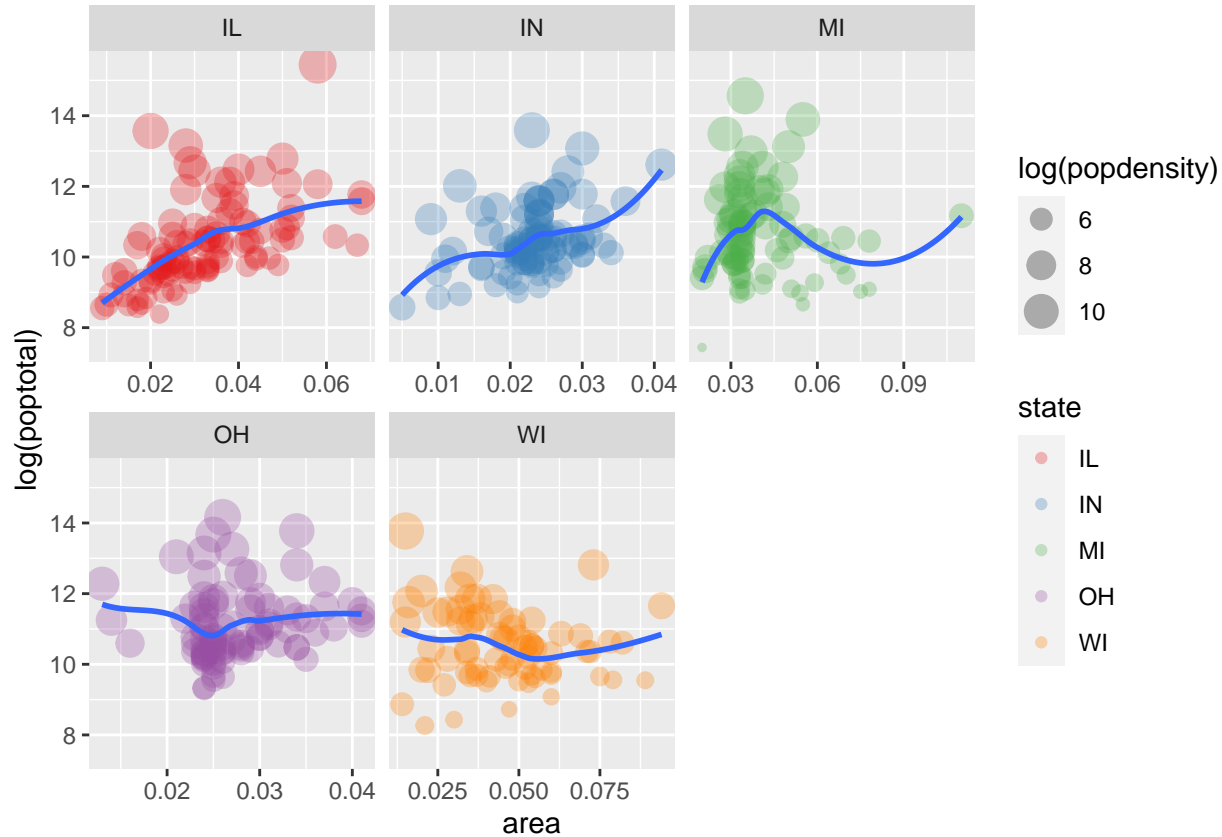 IL
IN
MI
14
12
10
8
0.02 0.04 0.06
0.01 0.02 0.03 0.04
0.03 0.06 0.09
OH
WI
14
12
10
8
0.02 0.03 0.04
0.025 0.050 0.075
area
log(poptotal)
log(popdensity)
6
8
10
state
IL
IN
MI
OH
WI